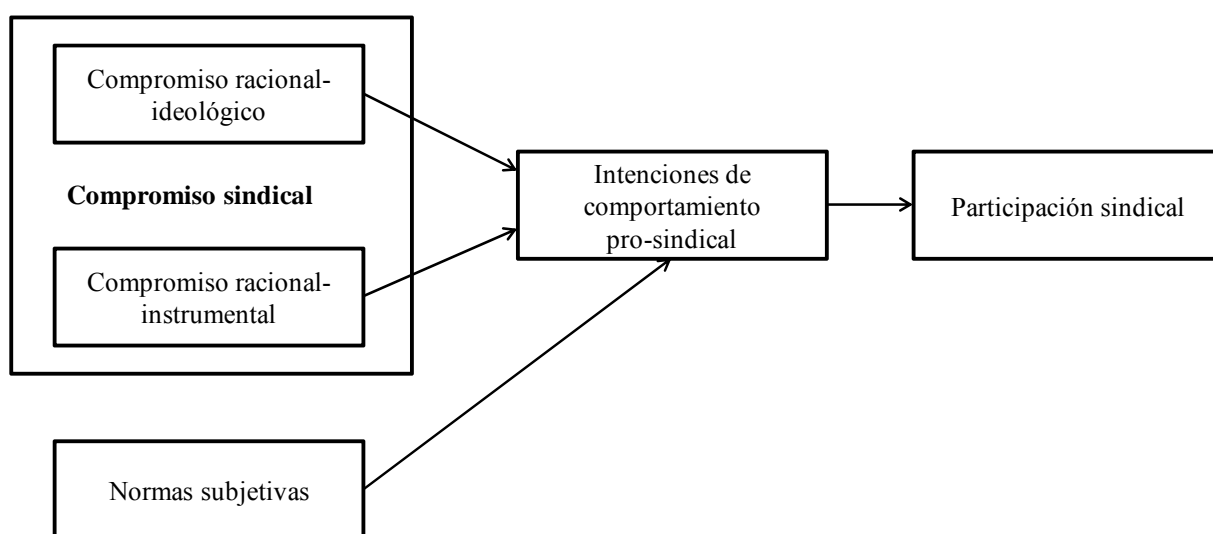 Compromiso racional-
ideológico
Compromiso sindical
Compromiso racional-
instrumental
Intenciones de
comportamiento
pro-sindical
Participación sindical
Normas subjetivas